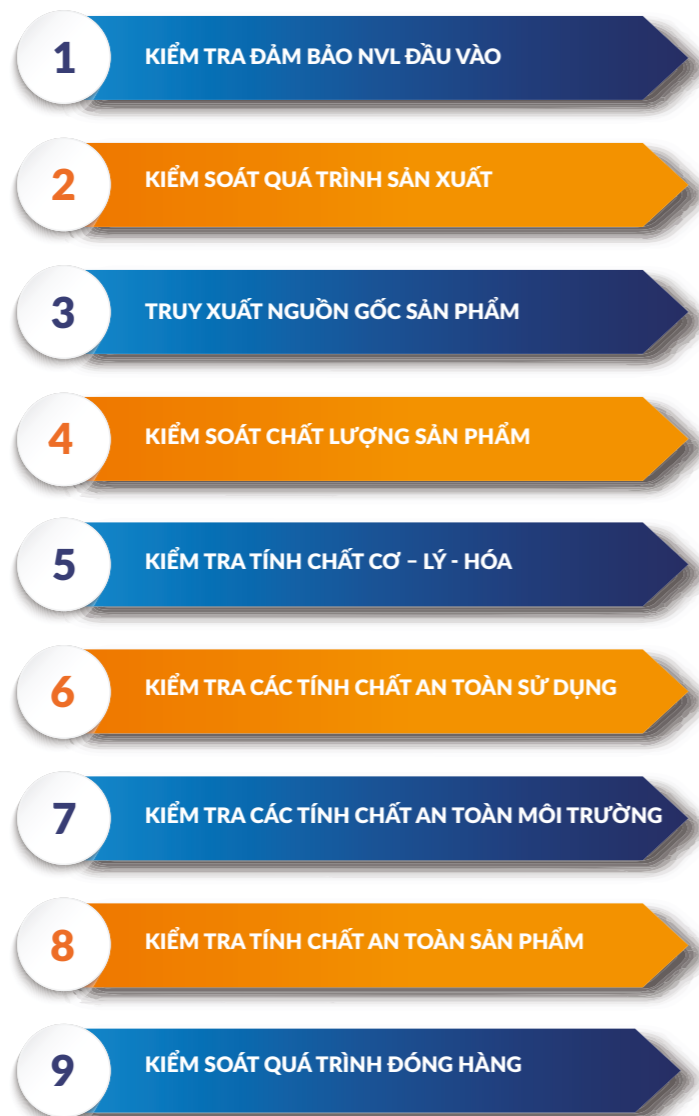 1
KIỂM TRA ĐẢM BẢO NVL ĐẦU VÀO
2
KIỂM SOÁT QUÁ TRÌNH SẢN XUẤT
3
TRUY XUẤT NGUỒN GỐC SẢN PHẨM
4
KIỂM SOÁT CHẤT LƯỢNG SẢN PHẨM
5
KIỂM TRA TÍNH CHẤT CƠ – LÝ - HÓA
6
KIỂM TRA CÁC TÍNH CHẤT AN TOÀN SỬ DỤNG
7
KIỂM TRA CÁC TÍNH CHẤT AN TOÀN MÔI TRƯỜNG
8
KIỂM TRA TÍNH CHẤT AN TOÀN SẢN PHẨM
9
KIỂM SOÁT QUÁ TRÌNH ĐÓNG HÀNG